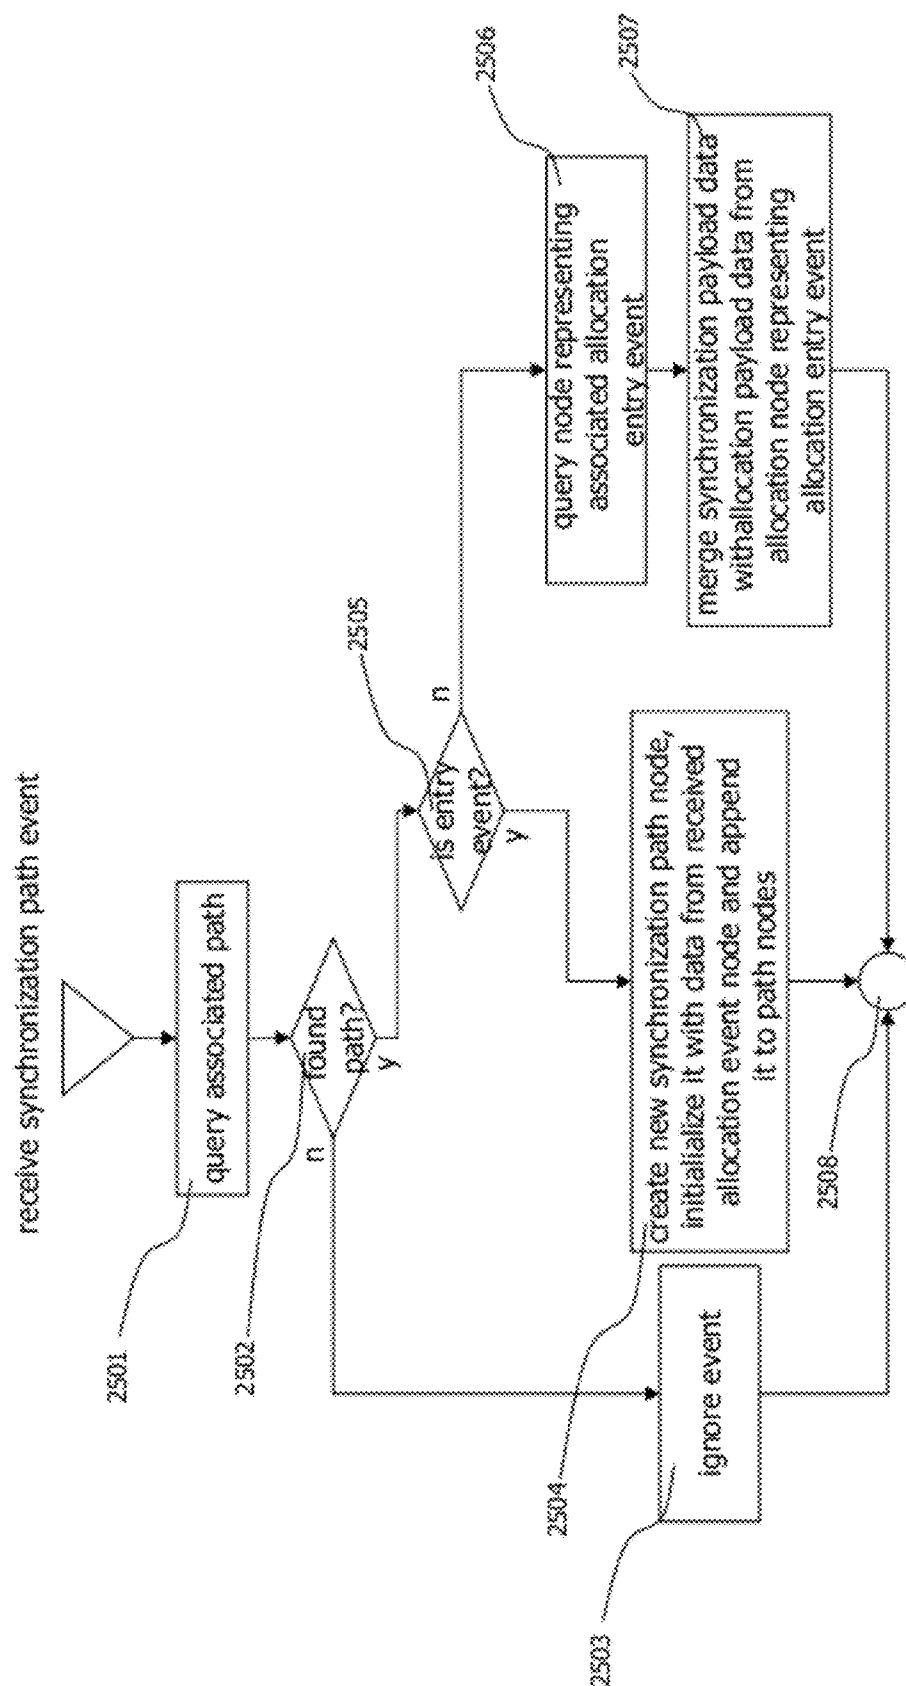 receive synchronization path event
2501
query associated path
2502
found
path?
n
y
2505
is entry
event?
n
y
2506
query node representing
associated allocation
entry event
2507
merge synchronization payload data
withallocation payload data from
allocation node representing
allocation entry event
2504
create new synchronization path node,
initialialize it with data from received
allocation event node and append
it to path nodes
2503
ignore event
2508